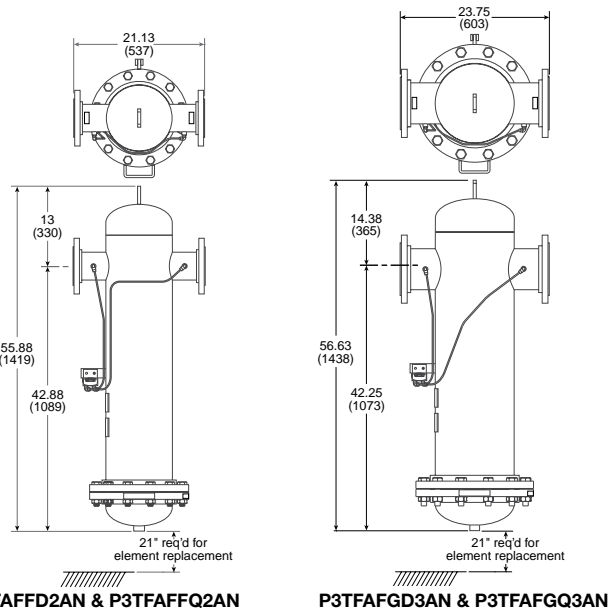 21.13
(537)
23.75
(603)
13
(330)
14.38
(365)
55.88
(1419)
42.88
(1089)
56.63
(1438)
42.25
(1073)
21" req'd for
element replacement
21" req'd for
element replacement
AFFD2AN & P3TFAFFQ2AN
P3TFAFGD3AN & P3TFAFGQ3AN